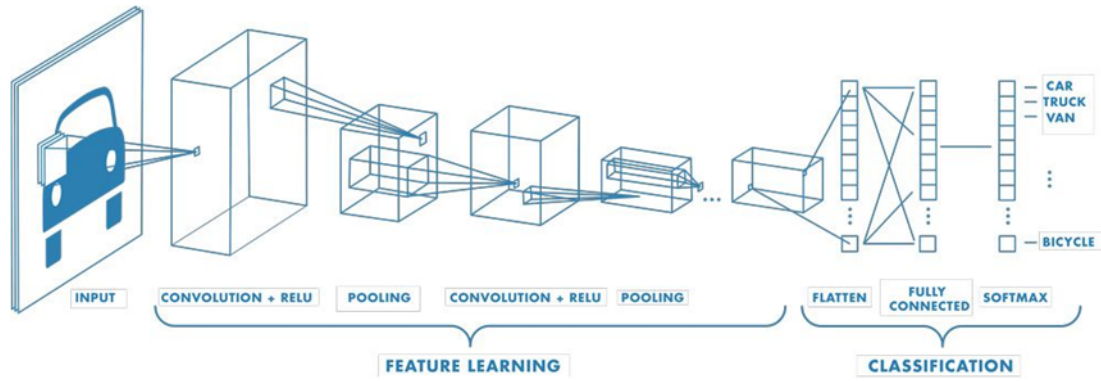 CAR
TRUCK
VAN
BICYCLE
INPUT
CONVOLUTION + RELU
POOLING
CONVOLUTION + RELU
POOLING
FLATTEN
FULLY
CONNECTED
SOFTMAX
FEATURE LEARNING
CLASSIFICATION